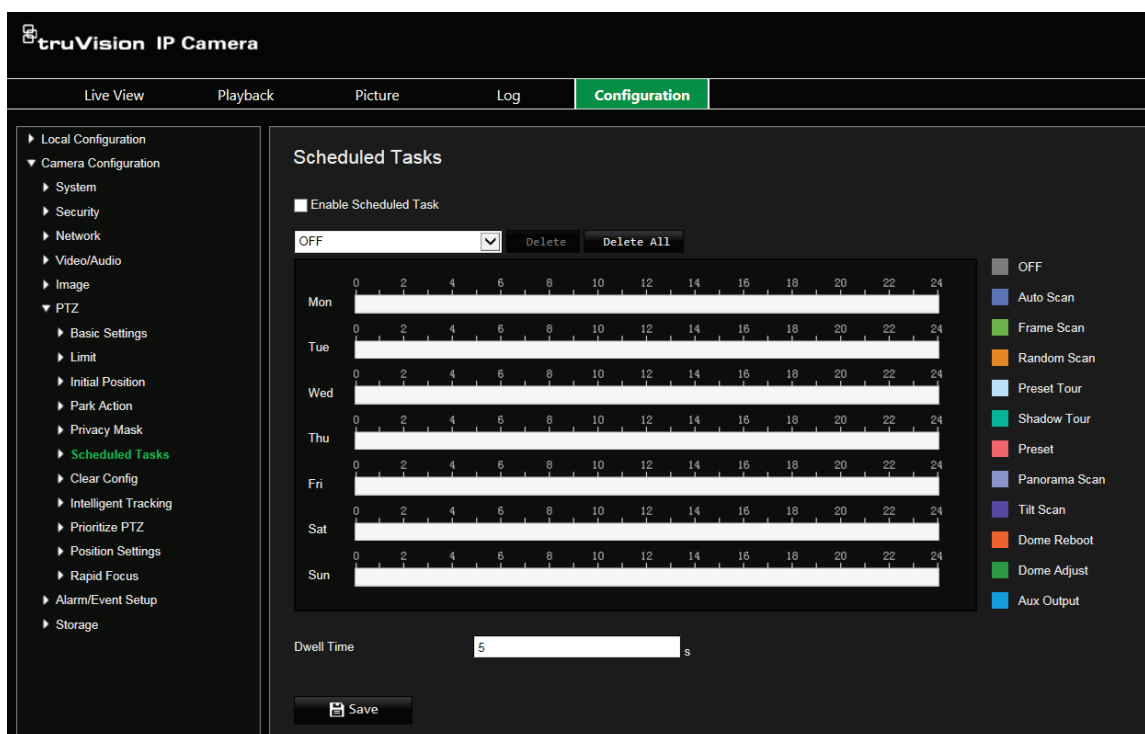 truVision IP Camera
Live View Playback Picture Log Configuration
Local Configuration
Camera Configuration
System
Security
Network
Video/Audio
Image
PTZ
Basic Settings
Limit
Initial Position
Park Action
Privacy Mask
Scheduled Tasks
Clear Config
Intelligent Tracking
Prioritize PTZ
Position Settings
Rapid Focus
Alarm/Event Setup
Storage
Scheduled Tasks
Enable Scheduled Task
OFF Delete Delete All
0 2 4 6 8 10 12 14 16 18 20 22 24
Mon
0 2 4 6 8 10 12 14 16 18 20 22 24
Tue
0 2 4 6 8 10 12 14 16 18 20 22 24
Wed
0 2 4 6 8 10 12 14 16 18 20 22 24
Thu
0 2 4 6 8 10 12 14 16 18 20 22 24
Fri
0 2 4 6 8 10 12 14 16 18 20 22 24
Sat
0 2 4 6 8 10 12 14 16 18 20 22 24
Sun
OFF
Auto Scan
Frame Scan
Random Scan
Preset Tour
Shadow Tour
Preset
Panorama Scan
Tilt Scan
Dome Reboot
Dome Adjust
Aux Output
Dwell Time 5 s
Save